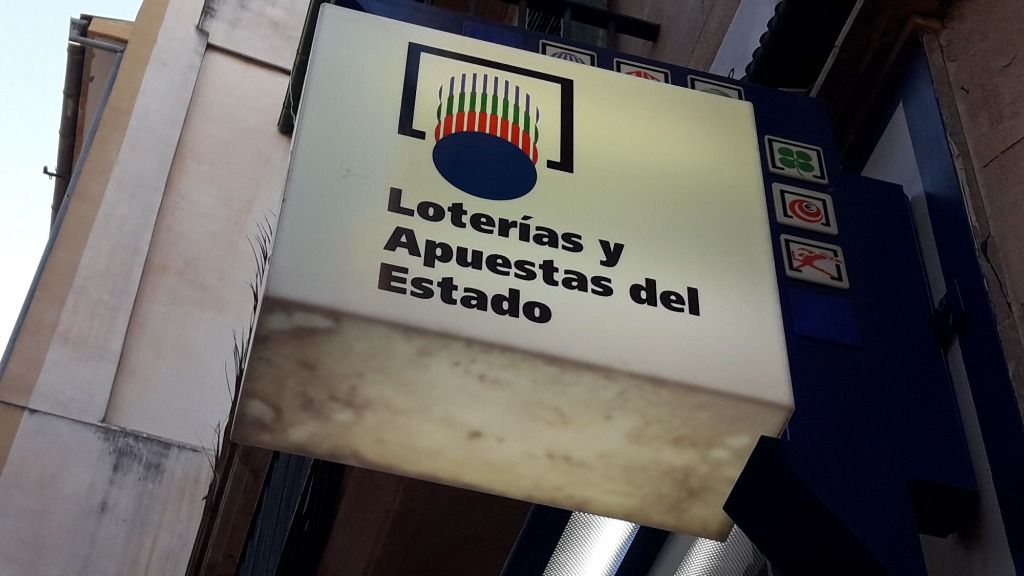 Loterías y
Apuestas del
Estado